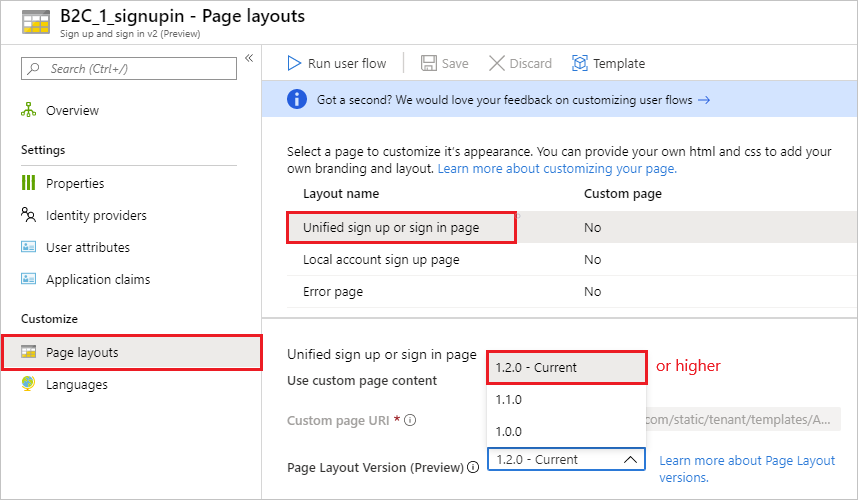 B2C_1_signupin - Page layouts
Sign up and sign in v2 (Preview)
Search (Ctrl+/)
«
Overview
Settings
Properties
Identity providers
User attributes
Application claims
Customize
Page layouts
Languages
Run user flow
Save
Discard
Template
Got a second? We would love your feedback on customizing user flows →
Select a page to customize it's appearance. You can provide your own html and css to add your
own branding and layout. Learn more about customizing your page.
Layout name Custom page
Unified sign up or sign in page No
Local account sign up page No
Error page No
Unified sign up or sign in page
Use custom page content
1.2.0 - Current
or higher
1.1.0
1.0.0
Custom page URI *
com/static/tenant/templates/A...
Page Layout Version (Preview)
1.2.0 - Current
Learn more about Page Layout
versions.